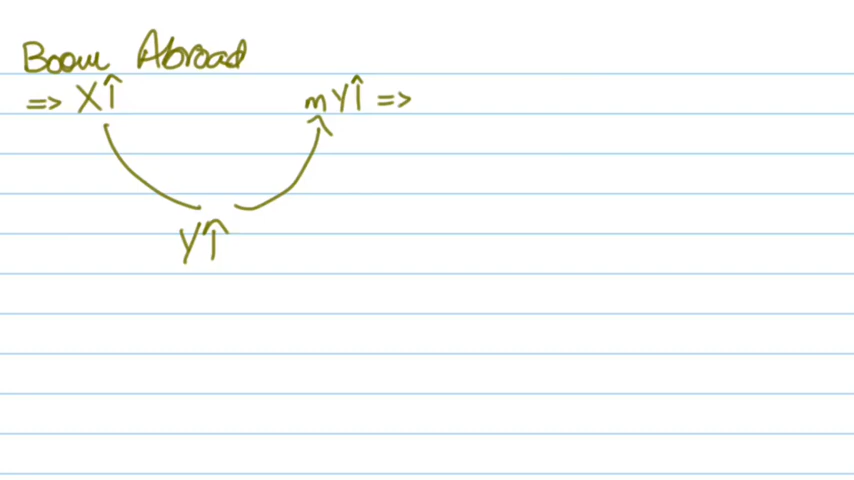 Boom Abroad
=> X↑ mY↑ =>
Y↑